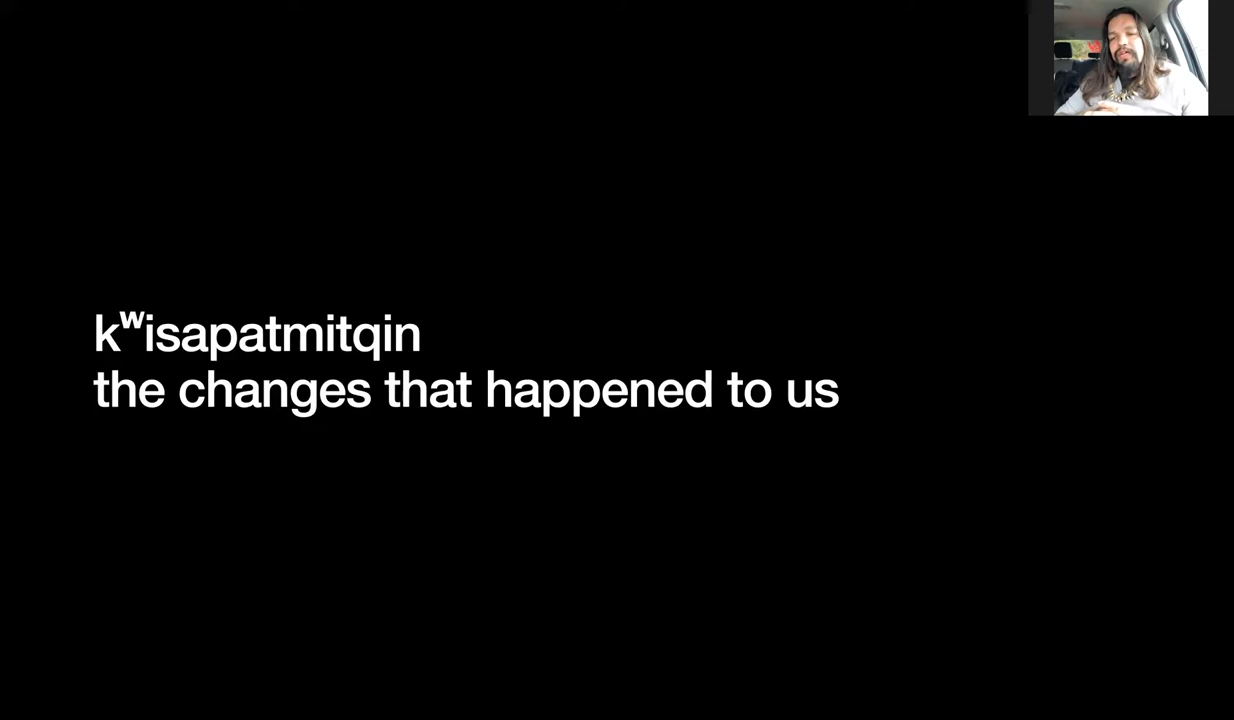 kʷisapatmitqin
the changes that happened to us